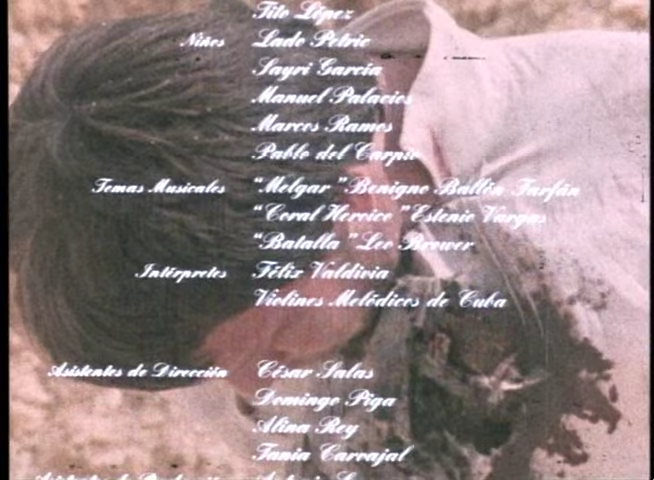 Tito López
Niños Lado Petric
Sayri García
Manuel Palacios
Marcos Ramos
Pablo del Carpio
Temas Musicales "Melgar" Benigno Ballón Farfán
"Coral Heroico" Estenio Vargas
"Batalla" Leo Brower
Intérpretes Félix Valdivia
Violines Melódicos de Cuba
Asistentes de Dirección César Salas
Domingo Piga
Alina Rey
Tania Carvajal